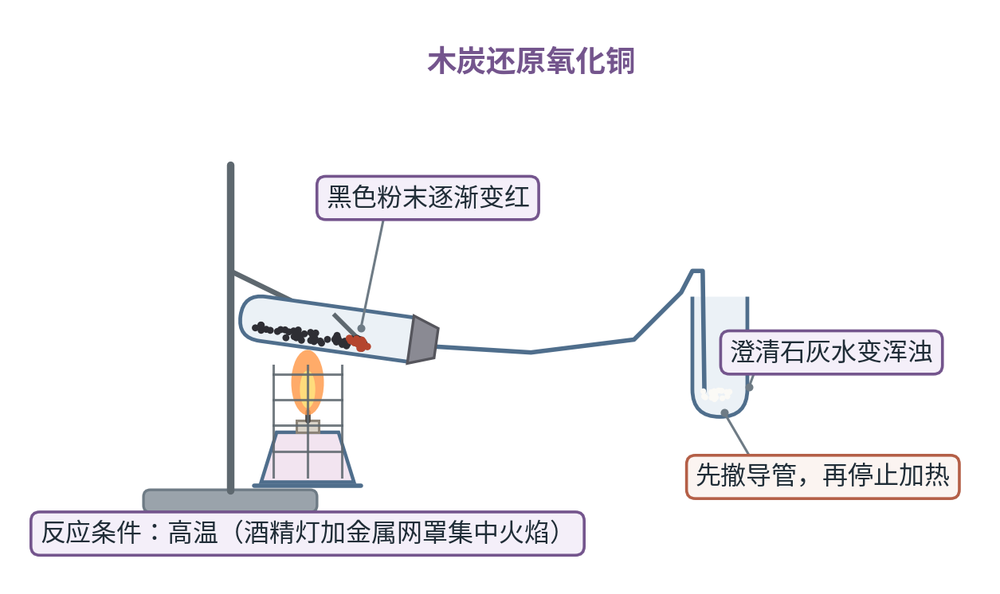 木炭还原氧化铜
黑色粉末逐渐变红
澄清石灰水变浑浊
先撤导管，再停止加热
反应条件：高温（酒精灯加金属网罩集中火焰）